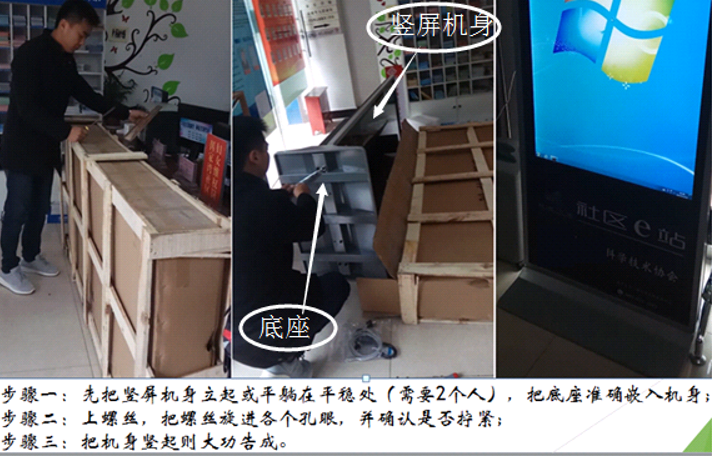 竖屏机身
底座
社区e站
科学技术协会
步骤一：先把竖屏机身立起或平躺在平稳处（需要2个人），把底座准确嵌入机身；
步骤二：上螺丝，把螺丝旋进各个孔眼，并确认是否拧紧；
步骤三：把机身竖起则大功告成。